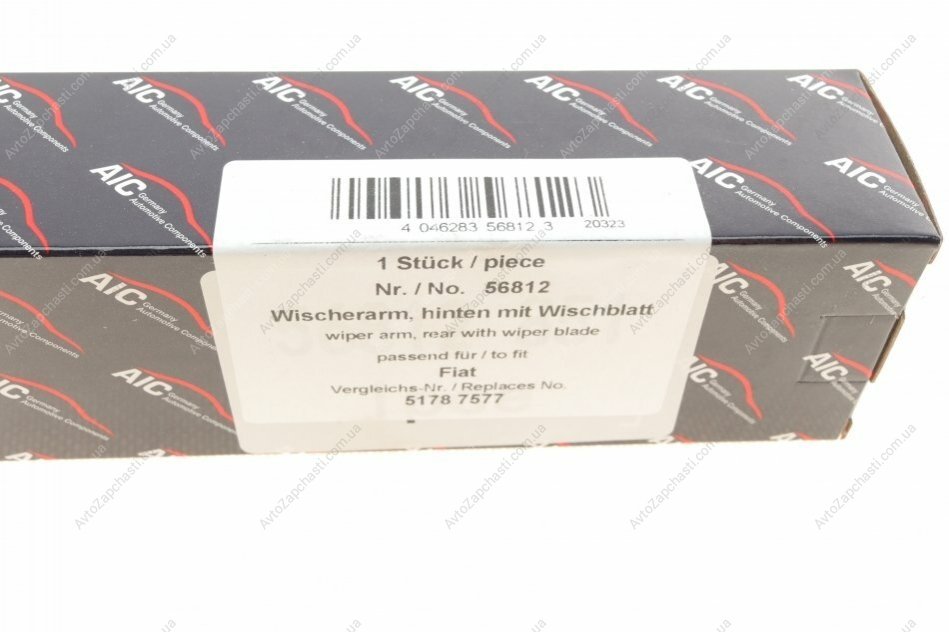 AIC
Germany
Automotive Components
4 046283 56812 3 20323
1 Stück / piece
Nr. / No. 56812
Wischerarm, hinten mit Wischblatt
wiper arm, rear with wiper blade
passend für / to fit
Fiat
Vergleichs-Nr. / Replaces No.
5178 7577
AvtoZapchasti.com.ua